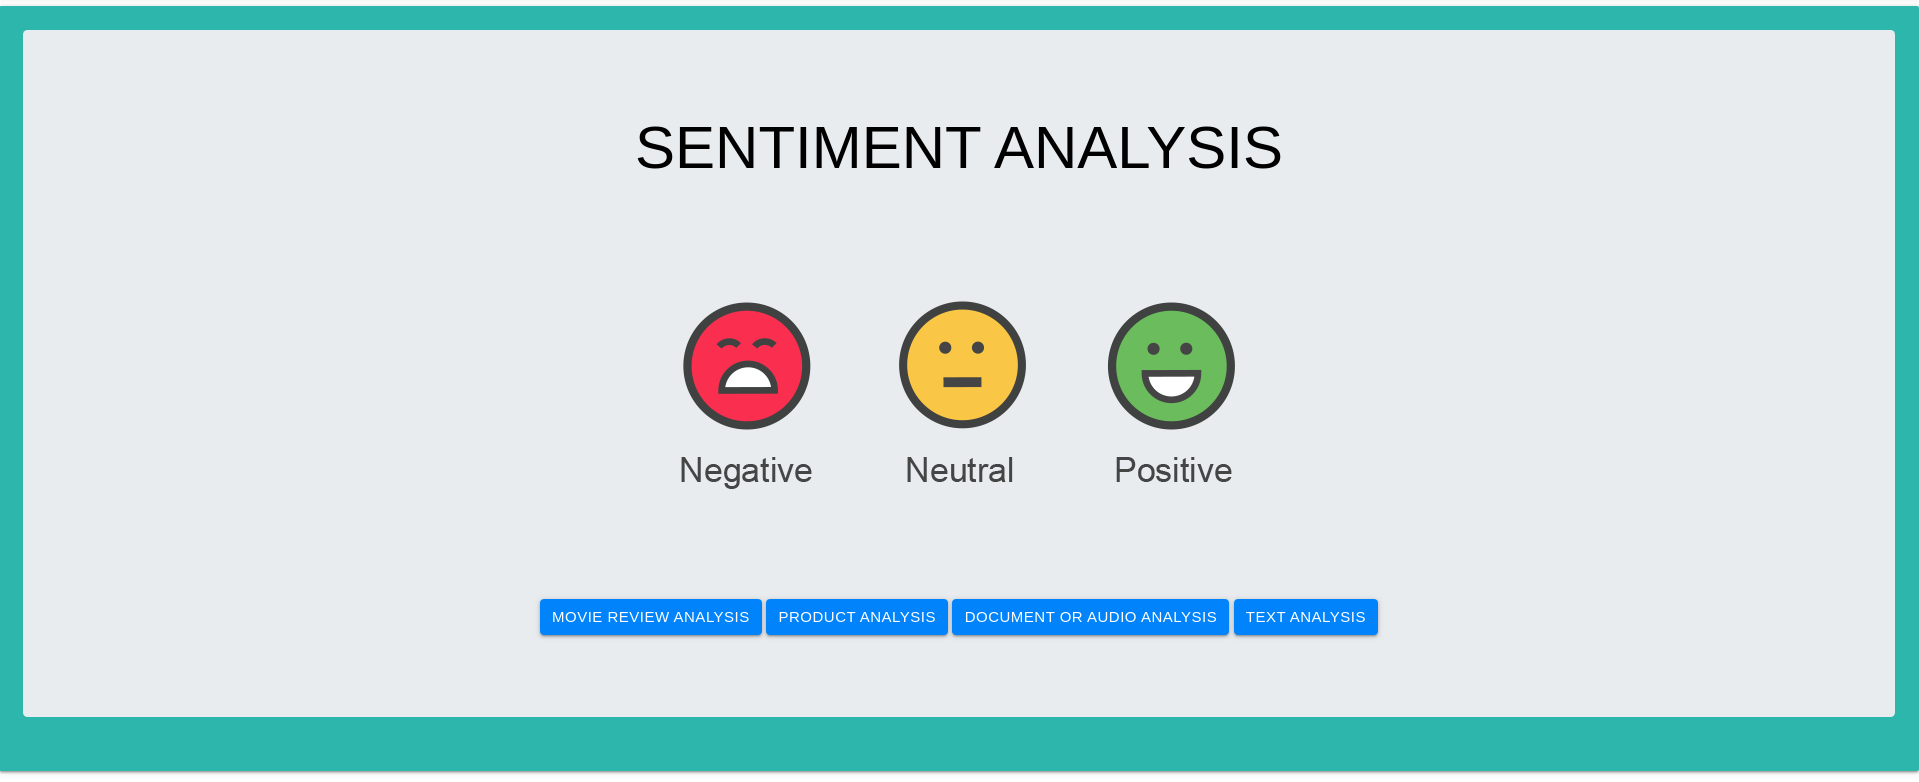 SENTIMENT ANALYSIS
Negative Neutral Positive
MOVIE REVIEW ANALYSIS PRODUCT ANALYSIS DOCUMENT OR AUDIO ANALYSIS TEXT ANALYSIS